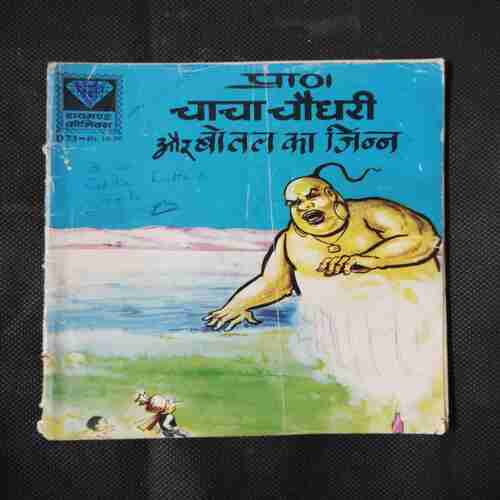 डायमण्ड
कॉमिक्स
प्राण
चाचा चौधरी
और बोतल का जिन्न